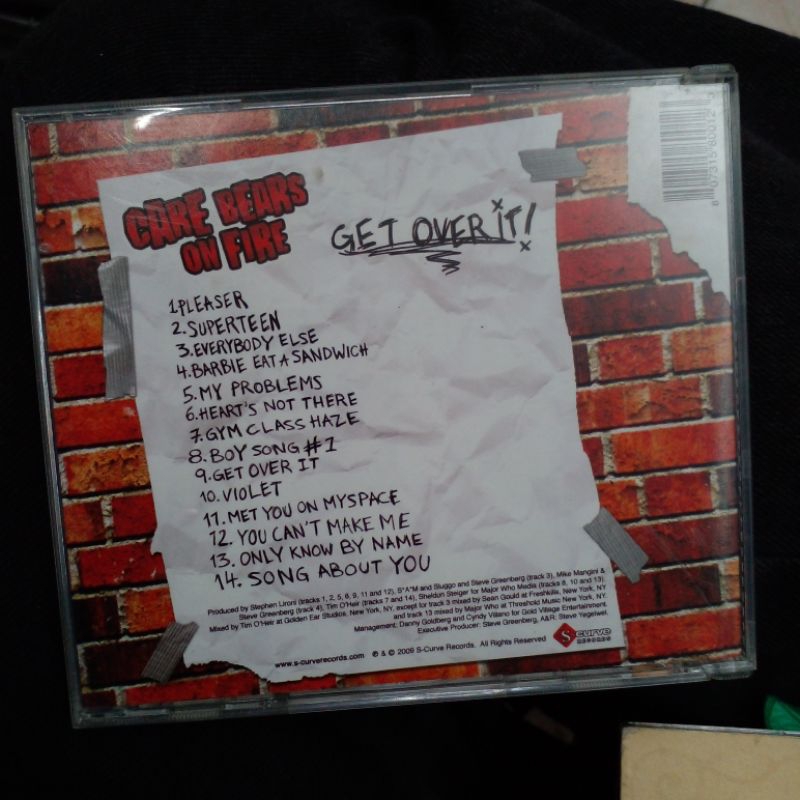 CARE BEARS
ON FIRE
GET OVER IT!
1.PLEASER
2.SUPERTEEN
3.EVERYBODY ELSE
4.BARBIE EAT A SANDWICH
5.MY PROBLEMS
6.HEART'S NOT THERE
7.GYM CLASS HAZE
8.BOY SONG #1
9.GET OVER IT
10.VIOLET
11.MET YOU ON MYSPACE
12.YOU CAN'T MAKE ME
13.ONLY KNOW BY NAME
14.SONG ABOUT YOU
Produced by Stephen Lironi (tracks 1, 2, 5, 6, 9, 11 and 12), S*A*M and Sluggo and Steve Greenberg (track 3), Mike Mangini &
Steve Greenberg (track 4), Tim O'Heir (tracks 7 and 14), Sheldon Steiger for Major Who Media (tracks 8, 10 and 13).
Mixed by Tim O'Heir at Golden Ear Studios, New York, NY, except for track 3 mixed by Sean Gould at Freshkills, New York, NY
and track 13 mixed by Major Who at Threshold Music New York, NY.
Management: Danny Goldberg and Cyndy Villano for Gold Village Entertainment.
Executive Producer: Steve Greenberg, A&R: Steve Yegelwel.
www.s-curverecords.com ℗ & © 2009 S-Curve Records. All Rights Reserved
S-curve
RECORDS